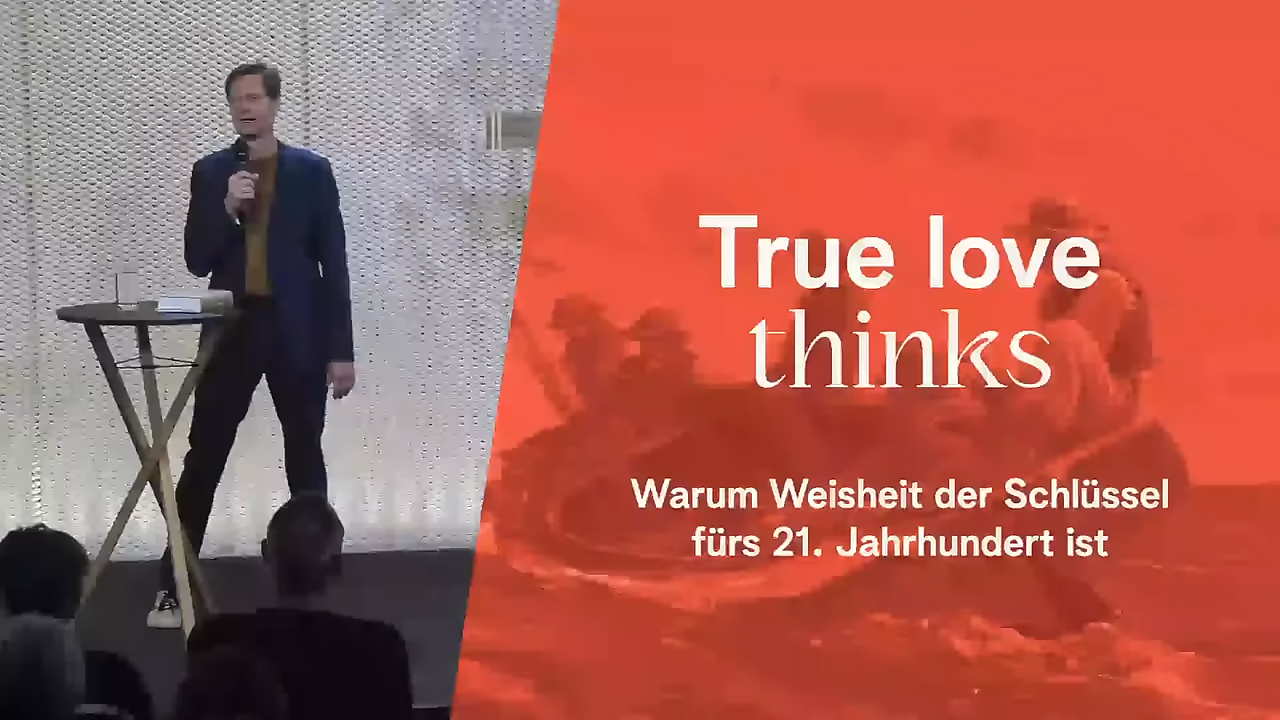 True love
thinks
Warum Weisheit der Schlüssel
fürs 21. Jahrhundert ist